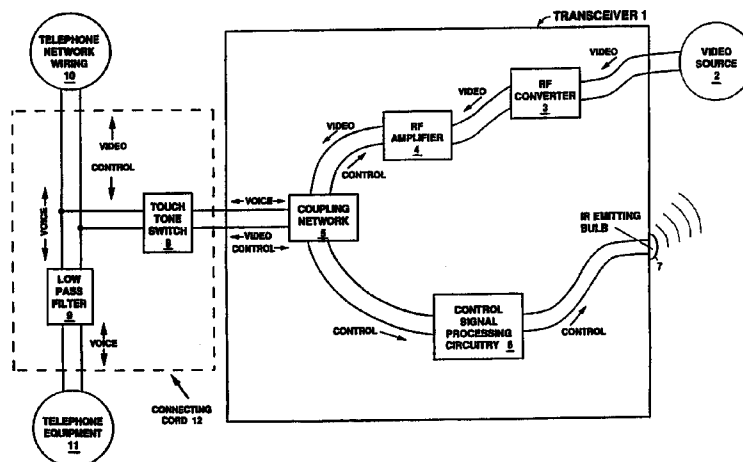 TRANSCEIVER 1
TELEPHONE
NETWORK
WIRING
10
VIDEO
SOURCE
2
VIDEO
RF
CONVERTER
3
VIDEO
RF
AMPLIFIER
4
VIDEO
CONTROL
VIDEO
CONTROL
VOICE
TOUCH
TONE
SWITCH
8
VOICE
VIDEO
CONTROL
COUPLING
NETWORK
5
IR EMITTING
BULB
7
LOW
PASS
FILTER
9
VOICE
CONTROL
CONTROL
SIGNAL
PROCESSING
CIRCUITRY
6
CONTROL
CONNECTING
CORD 12
TELEPHONE
EQUIPMENT
11